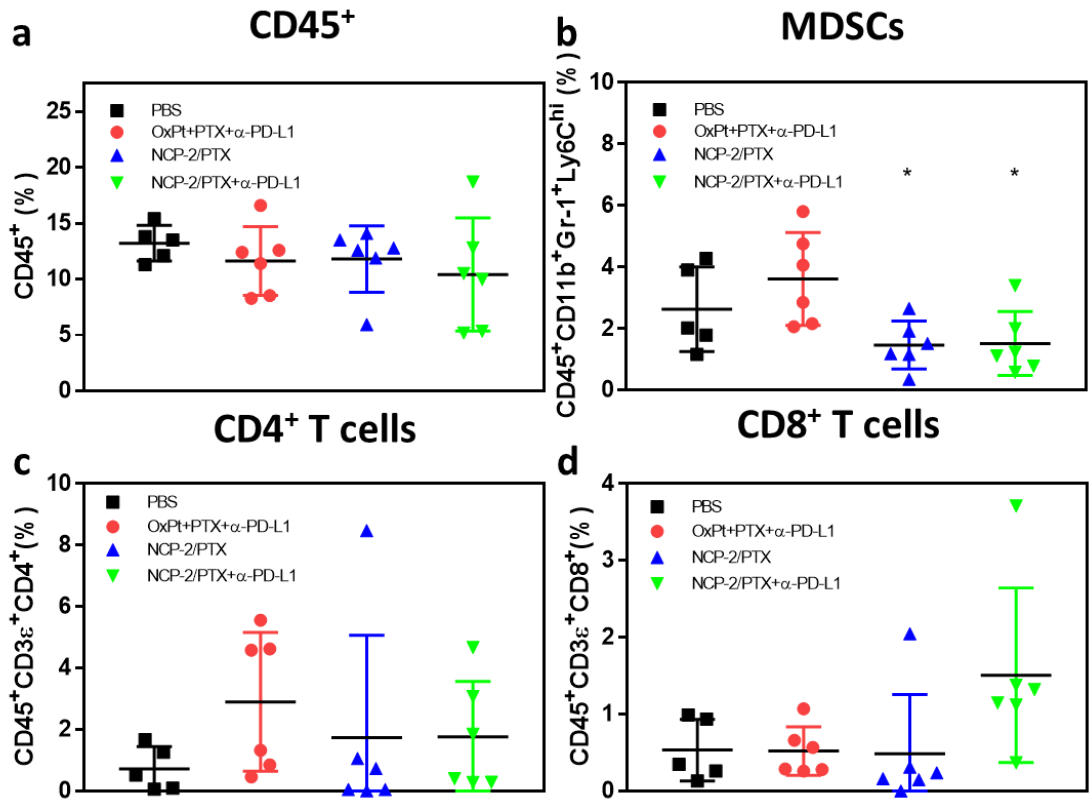 a
CD45⁺
25
20
15
10
5
0
CD45⁺ (%)
PBS
OxPt+PTX+α-PD-L1
NCP-2/PTX
NCP-2/PTX+α-PD-L1
b
MDSCs
10
8
6
4
2
0
CD45⁺CD11b⁺Gr-1⁺Ly6Cʰⁱ (%)
PBS
OxPt+PTX+α-PD-L1
NCP-2/PTX
NCP-2/PTX+α-PD-L1
* *
c
CD4⁺ T cells
10
8
6
4
2
0
CD45⁺CD3ε⁺CD4⁺(%)
PBS
OxPt+PTX+α-PD-L1
NCP-2/PTX
NCP-2/PTX+α-PD-L1
d
CD8⁺ T cells
4
3
2
1
0
CD45⁺CD3ε⁺CD8⁺(%)
PBS
OxPt+PTX+α-PD-L1
NCP-2/PTX
NCP-2/PTX+α-PD-L1